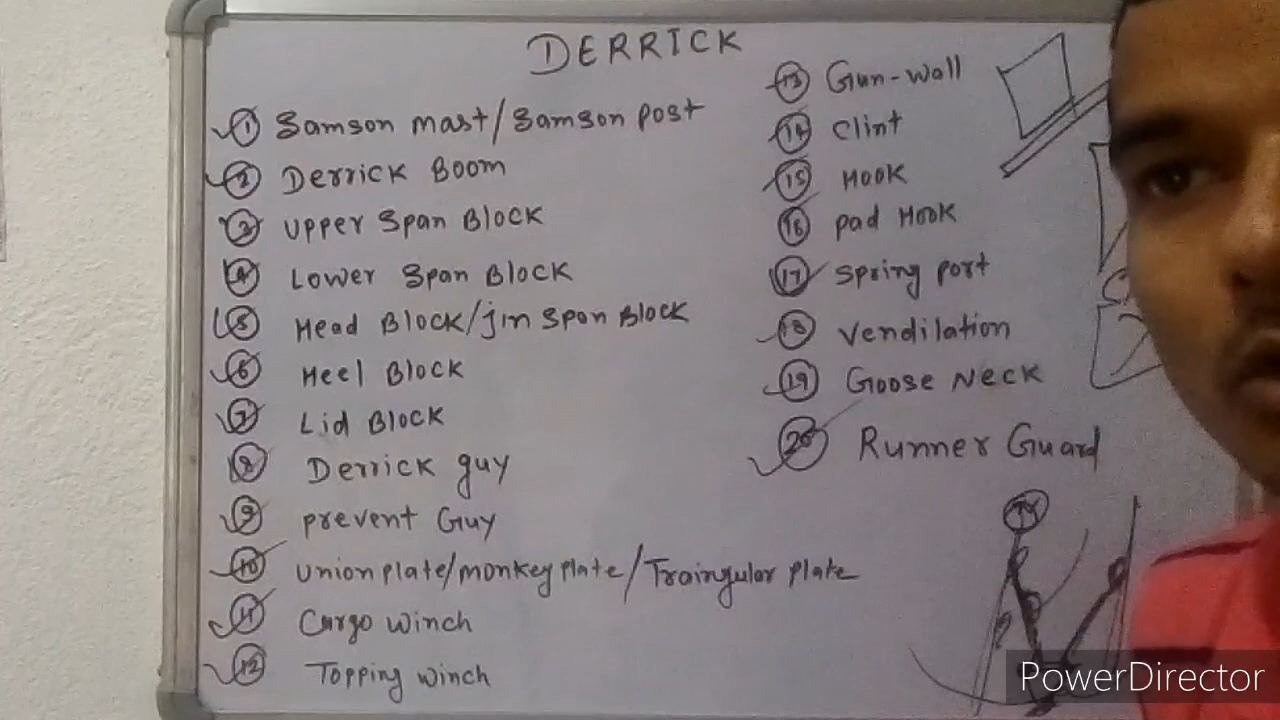 DERRICK
1 Samson mast/Samson post
2 Derrick Boom
3 upper span Block
4 Lower span Block
5 Head Block/jin span Block
6 Heel Block
7 Lid Block
8 Derrick guy
9 prevent Guy
10 union plate/monkey plate/Traingular plate
11 Cargo winch
12 Topping winch
13 Gun-wall
14 clint
15 Hook
16 pad Hook
17 spring port
18 vendilation
19 Goose Neck
20 Runner Guard
PowerDirector